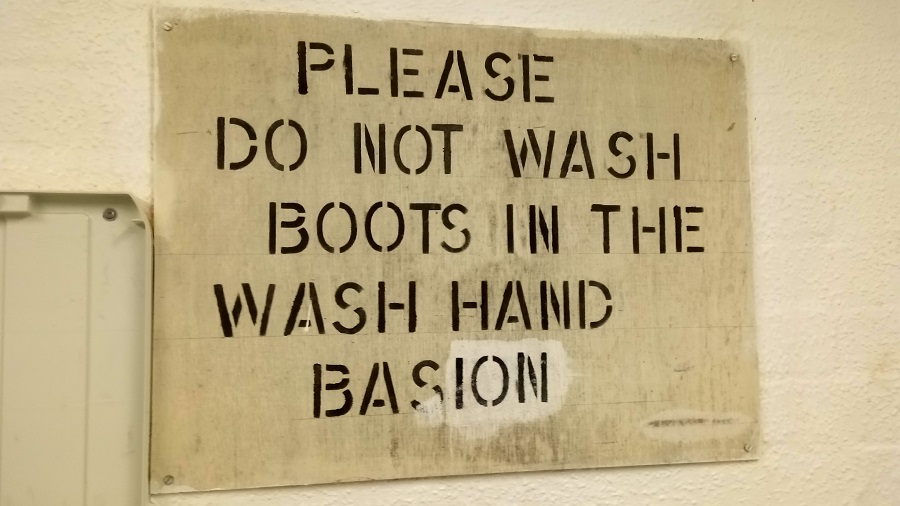 PLEASE
DO NOT WASH
BOOTS IN THE
WASH HAND
BASION